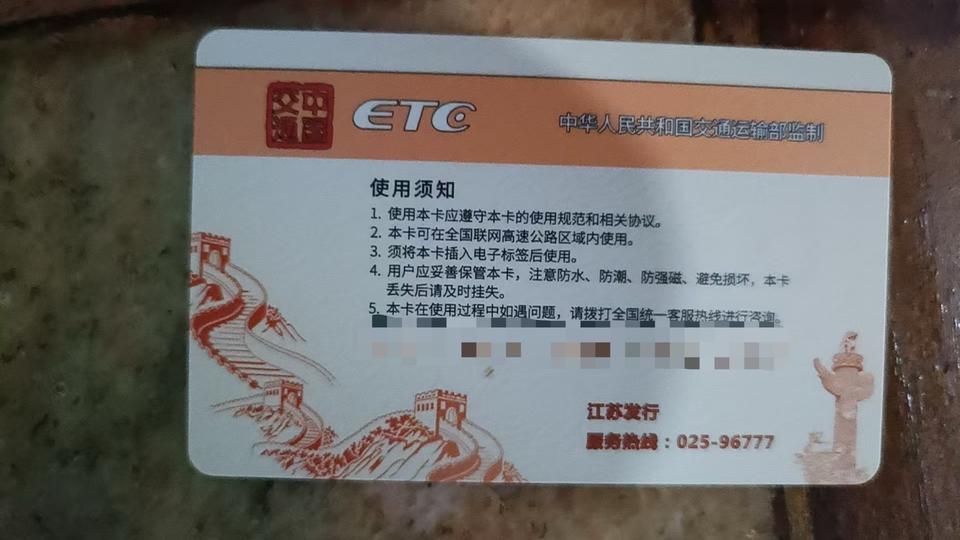 中国
交通
ETC
中华人民共和国交通运输部监制
使用须知
1. 使用本卡应遵守本卡的使用规范和相关协议。
2. 本卡可在全国联网高速公路区域内使用。
3. 须将本卡插入电子标签后使用。
4. 用户应妥善保管本卡，注意防水、防潮、防强磁、避免损坏，本卡
丢失后请及时挂失。
5. 本卡在使用过程中如遇问题，请拨打全国统一客服热线进行咨询。
江苏发行
服务热线：025-96777